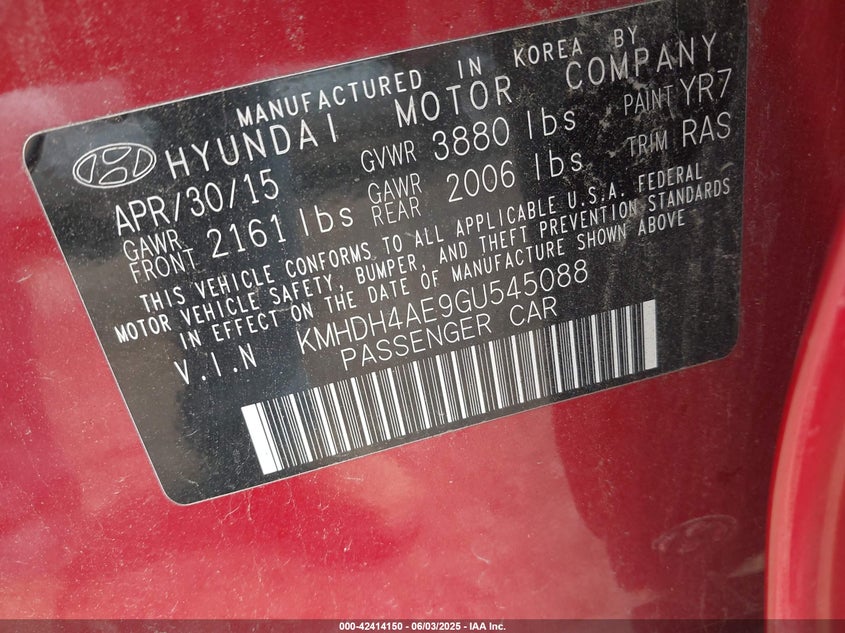 MANUFACTURED IN KOREA BY
HYUNDAI MOTOR COMPANY
APR/30/15 GVWR 3880 lbs PAINT YR7
GAWR FRONT 2161 lbs GAWR REAR 2006 lbs TRIM RAS
THIS VEHICLE CONFORMS TO ALL APPLICABLE U.S.A. FEDERAL
MOTOR VEHICLE SAFETY, BUMPER, AND THEFT PREVENTION STANDARDS
IN EFFECT ON THE DATE OF MANUFACTURE SHOWN ABOVE
V.I.N KMHDH4AE9GU545088
PASSENGER CAR
000-42414150 - 06/03/2025 - IAA Inc.